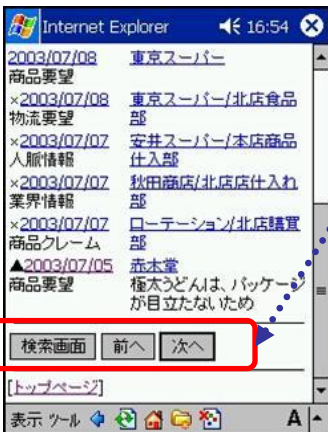 Internet Explorer 16:54
2003/07/08 東京スーパー
商品要望
×2003/07/08 東京スーパー/北店食品部
物流要望
×2003/07/07 安井スーパー/本店商品仕入部
人脈情報
×2003/07/07 秋田商店/北店店仕入れ部
業界情報
×2003/07/07 ローテーション/北店購買部
商品クレーム
▲2003/07/05 赤木堂
商品要望 極太うどんは、パッケージが目立たないため
検索画面 前へ 次へ
[トップページ]
表示 ツール A